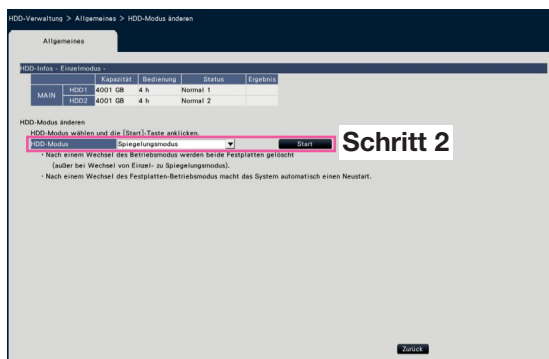 HDD-Verwaltung > Allgemeines > HDD-Modus ändern
Allgemeines
HDD-Infos - Einzelmodus -
Kapazität Bedienung Status Ergebnis
MAIN HDD1 4001 GB 4 h Normal 1
HDD2 4001 GB 4 h Normal 2
HDD-Modus ändern
HDD-Modus wählen und die [Start]-Taste anklicken.
HDD-Modus Spiegelungsmodus Start
Schritt 2
・Nach einem Wechsel des Betriebsmodus werden beide Festplatten gelöscht
(außer bei Wechsel von Einzel- zu Spiegelungsmodus).
・Nach einem Wechsel des Festplatten-Betriebsmodus macht das System automatisch einen Neustart.
Zurück